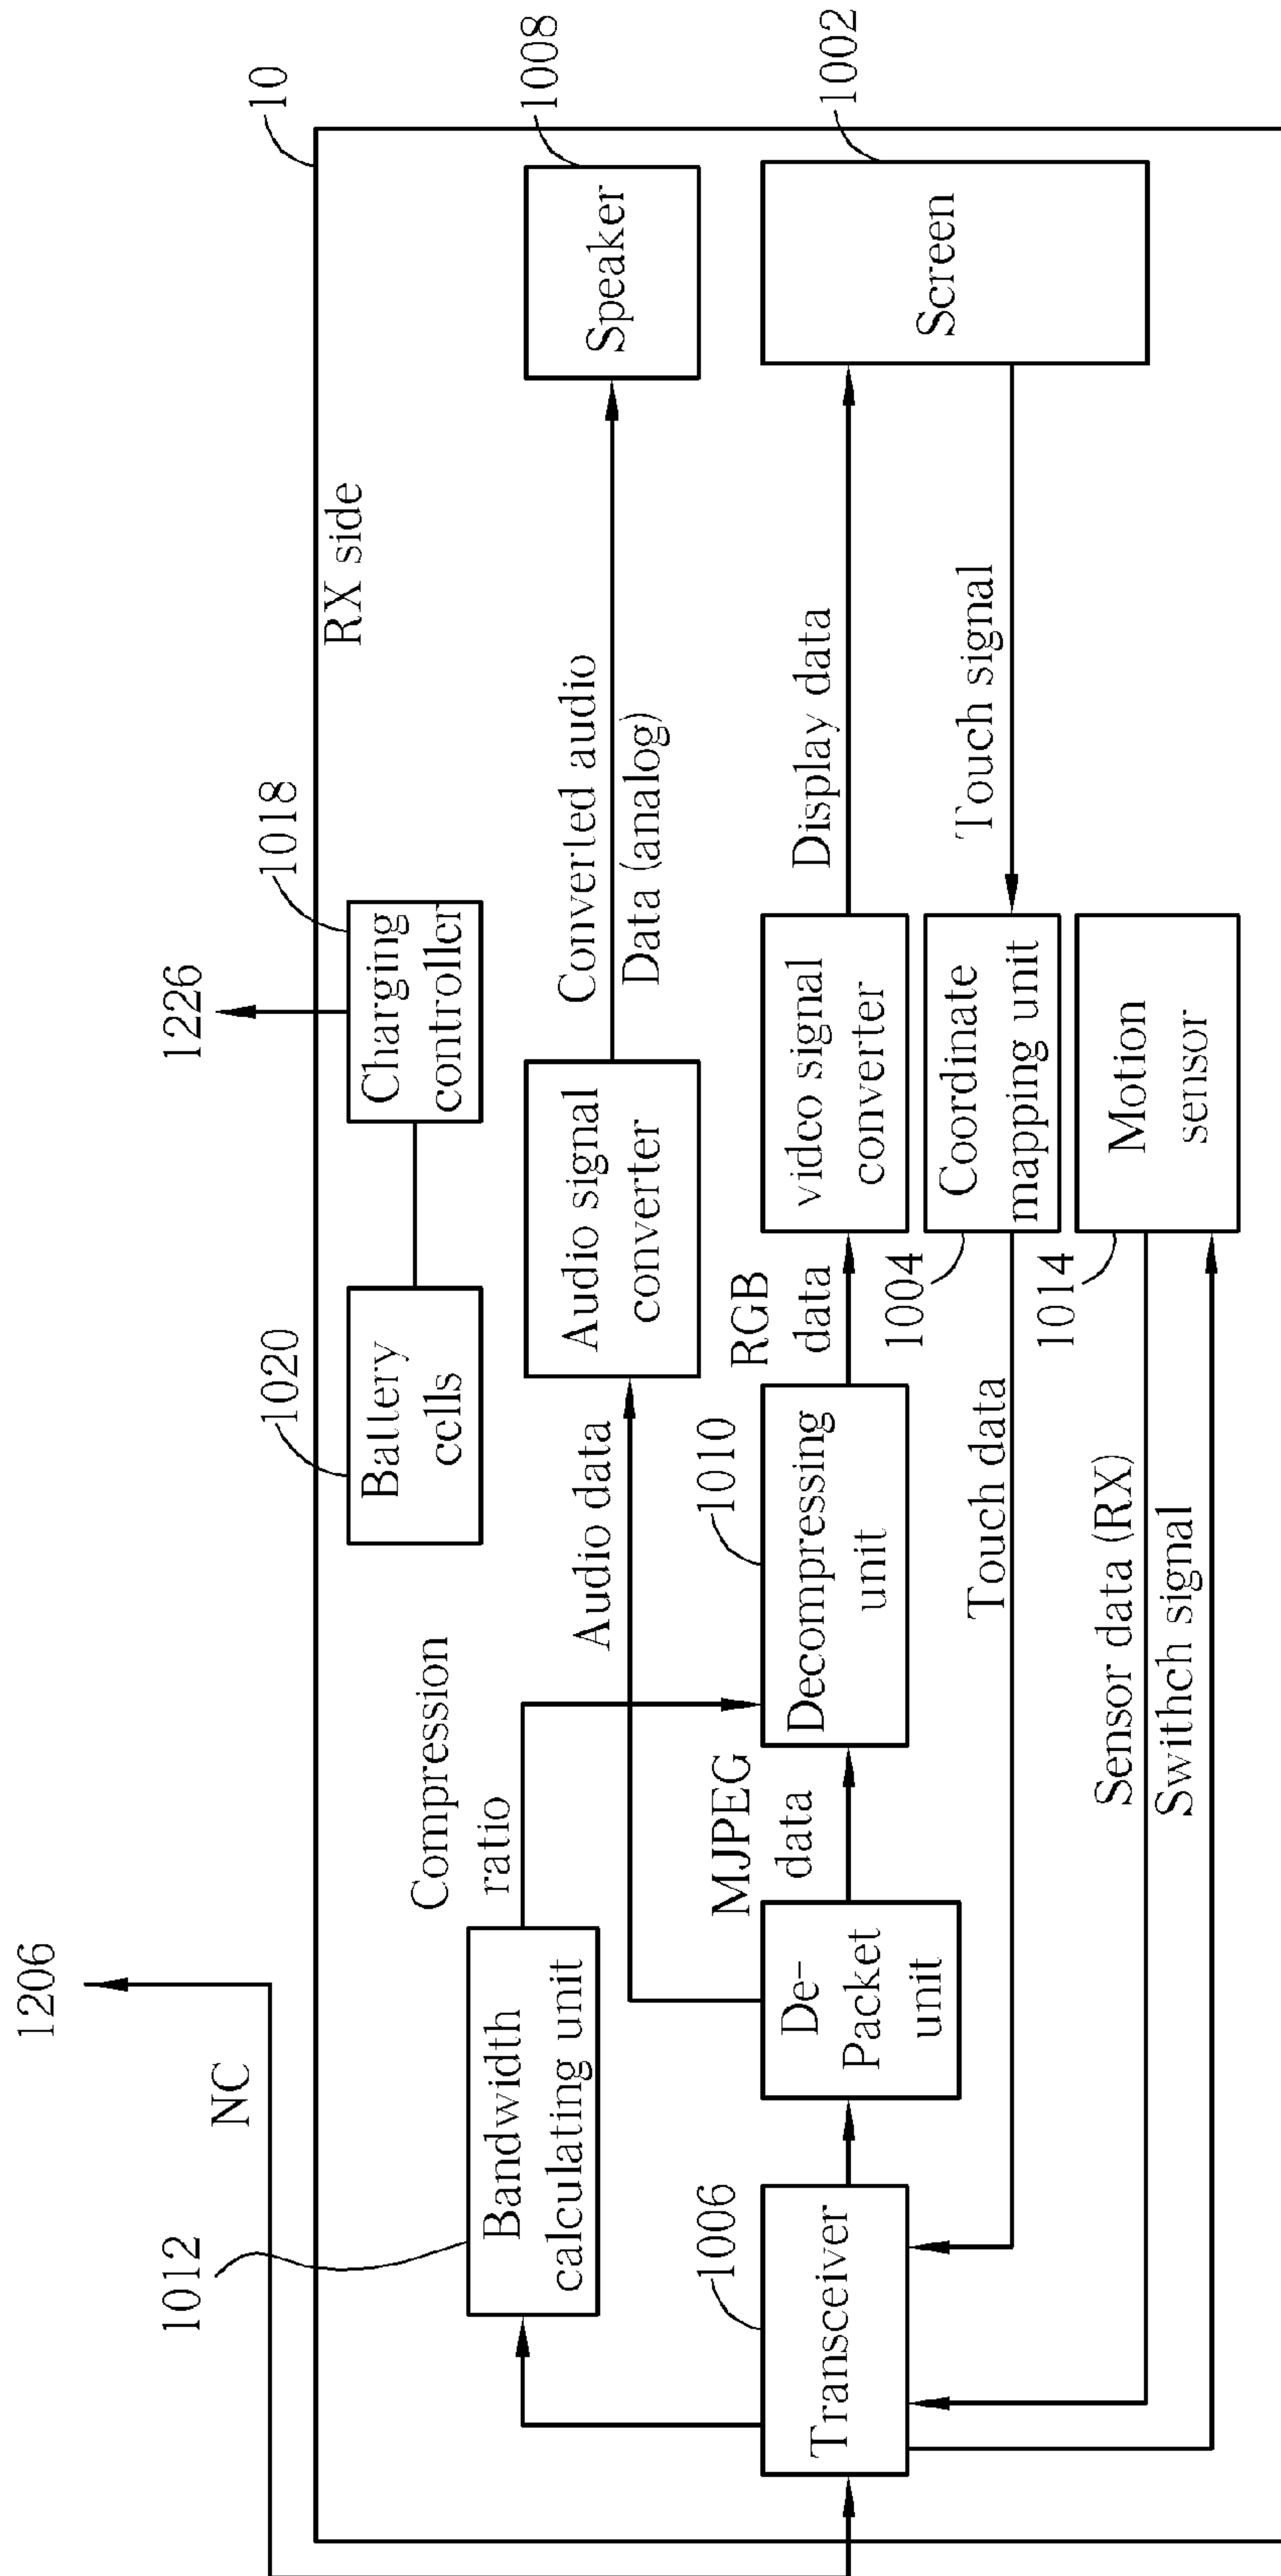 1206
1226
NC
1012
1020
1018
10
RX side
Battery
cells
Charging
controller
Compression
ratio
Bandwidth
calculating unit
Audio data
Audio signal
converter
Converted audio
Data (analog)
Speaker
1008
1006
MJPEG
data
1010
RGB
data
Display data
1002
Transceiver
De-
Packet
unit
Decompressing
unit
video signal
converter
Screen
1004
Touch data
Coordinate
mapping unit
Touch signal
1014
Sensor data (RX)
Swithch signal
Motion
sensor